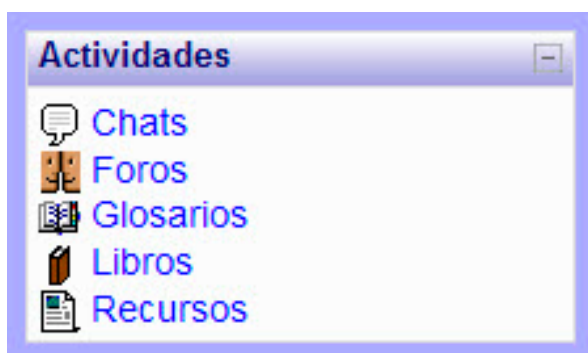 Actividades
Chats
Foros
Glosarios
Libros
Recursos